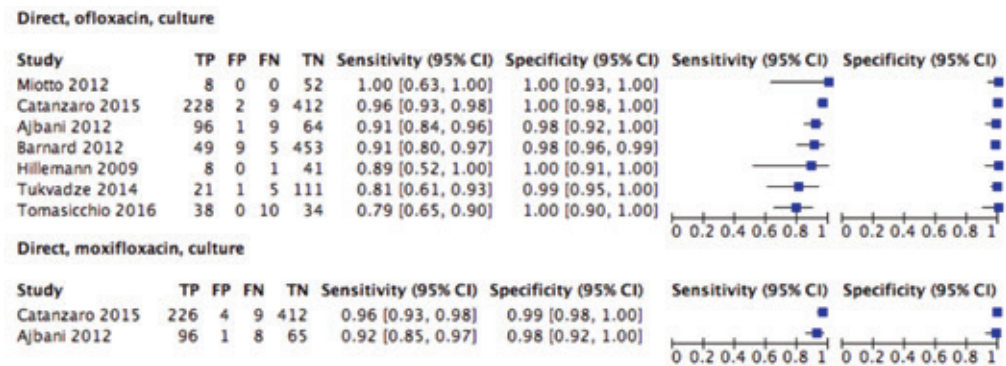 Direct, ofloxacin, culture
Study TP FP FN TN Sensitivity (95% CI) Specificity (95% CI) Sensitivity (95% CI) Specificity (95% CI)
Miotto 2012 8 0 0 52 1.00 [0.63, 1.00] 1.00 [0.93, 1.00]
Catanzaro 2015 228 2 9 412 0.96 [0.93, 0.98] 1.00 [0.98, 1.00]
Ajbani 2012 96 1 9 64 0.91 [0.84, 0.96] 0.98 [0.92, 1.00]
Barnard 2012 49 9 5 453 0.91 [0.80, 0.97] 0.98 [0.96, 0.99]
Hillemann 2009 8 0 1 41 0.89 [0.52, 1.00] 1.00 [0.91, 1.00]
Tukvadze 2014 21 1 5 111 0.81 [0.61, 0.93] 0.99 [0.95, 1.00]
Tomasicchio 2016 38 0 10 34 0.79 [0.65, 0.90] 1.00 [0.90, 1.00]
0 0.2 0.4 0.6 0.8 1 0 0.2 0.4 0.6 0.8 1
Direct, moxifloxacin, culture
Study TP FP FN TN Sensitivity (95% CI) Specificity (95% CI) Sensitivity (95% CI) Specificity (95% CI)
Catanzaro 2015 226 4 9 412 0.96 [0.93, 0.98] 0.99 [0.98, 1.00]
Ajbani 2012 96 1 8 65 0.92 [0.85, 0.97] 0.98 [0.92, 1.00]
0 0.2 0.4 0.6 0.8 1 0 0.2 0.4 0.6 0.8 1